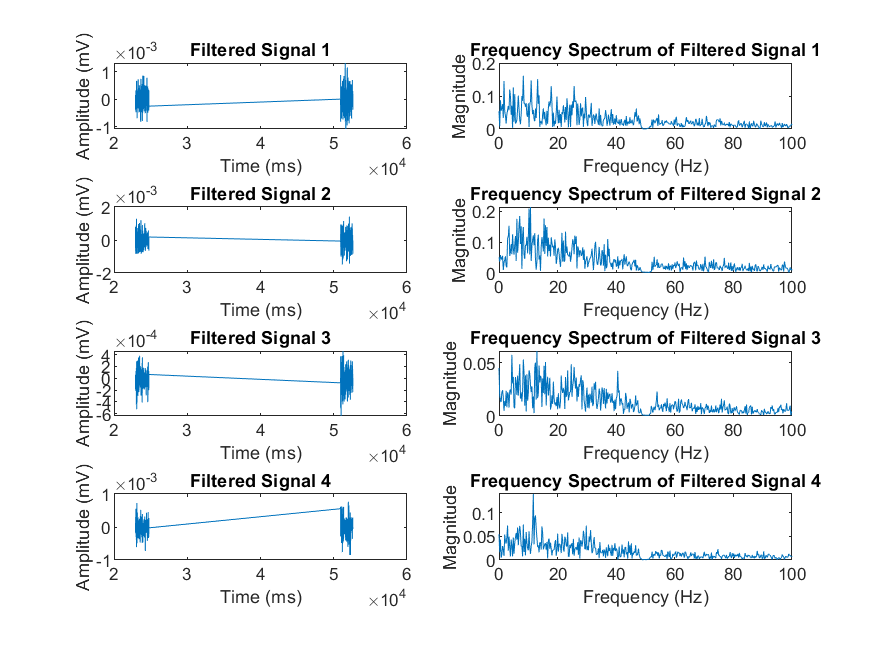 Filtered Signal 1
×10-3
Amplitude (mV)
1
0
-1
2 3 4 5 6
Time (ms)
×104
Frequency Spectrum of Filtered Signal 1
Magnitude
0.2
0.1
0
0 20 40 60 80 100
Frequency (Hz)
Filtered Signal 2
×10-3
Amplitude (mV)
2
0
-2
2 3 4 5 6
Time (ms)
×104
Frequency Spectrum of Filtered Signal 2
Magnitude
0.2
0.1
0
0 20 40 60 80 100
Frequency (Hz)
Filtered Signal 3
×10-4
Amplitude (mV)
4
2
0
-2
-4
-6
2 3 4 5 6
Time (ms)
×104
Frequency Spectrum of Filtered Signal 3
Magnitude
0.05
0
0 20 40 60 80 100
Frequency (Hz)
Filtered Signal 4
×10-3
Amplitude (mV)
1
0
-1
2 3 4 5 6
Time (ms)
×104
Frequency Spectrum of Filtered Signal 4
Magnitude
0.1
0.05
0
0 20 40 60 80 100
Frequency (Hz)